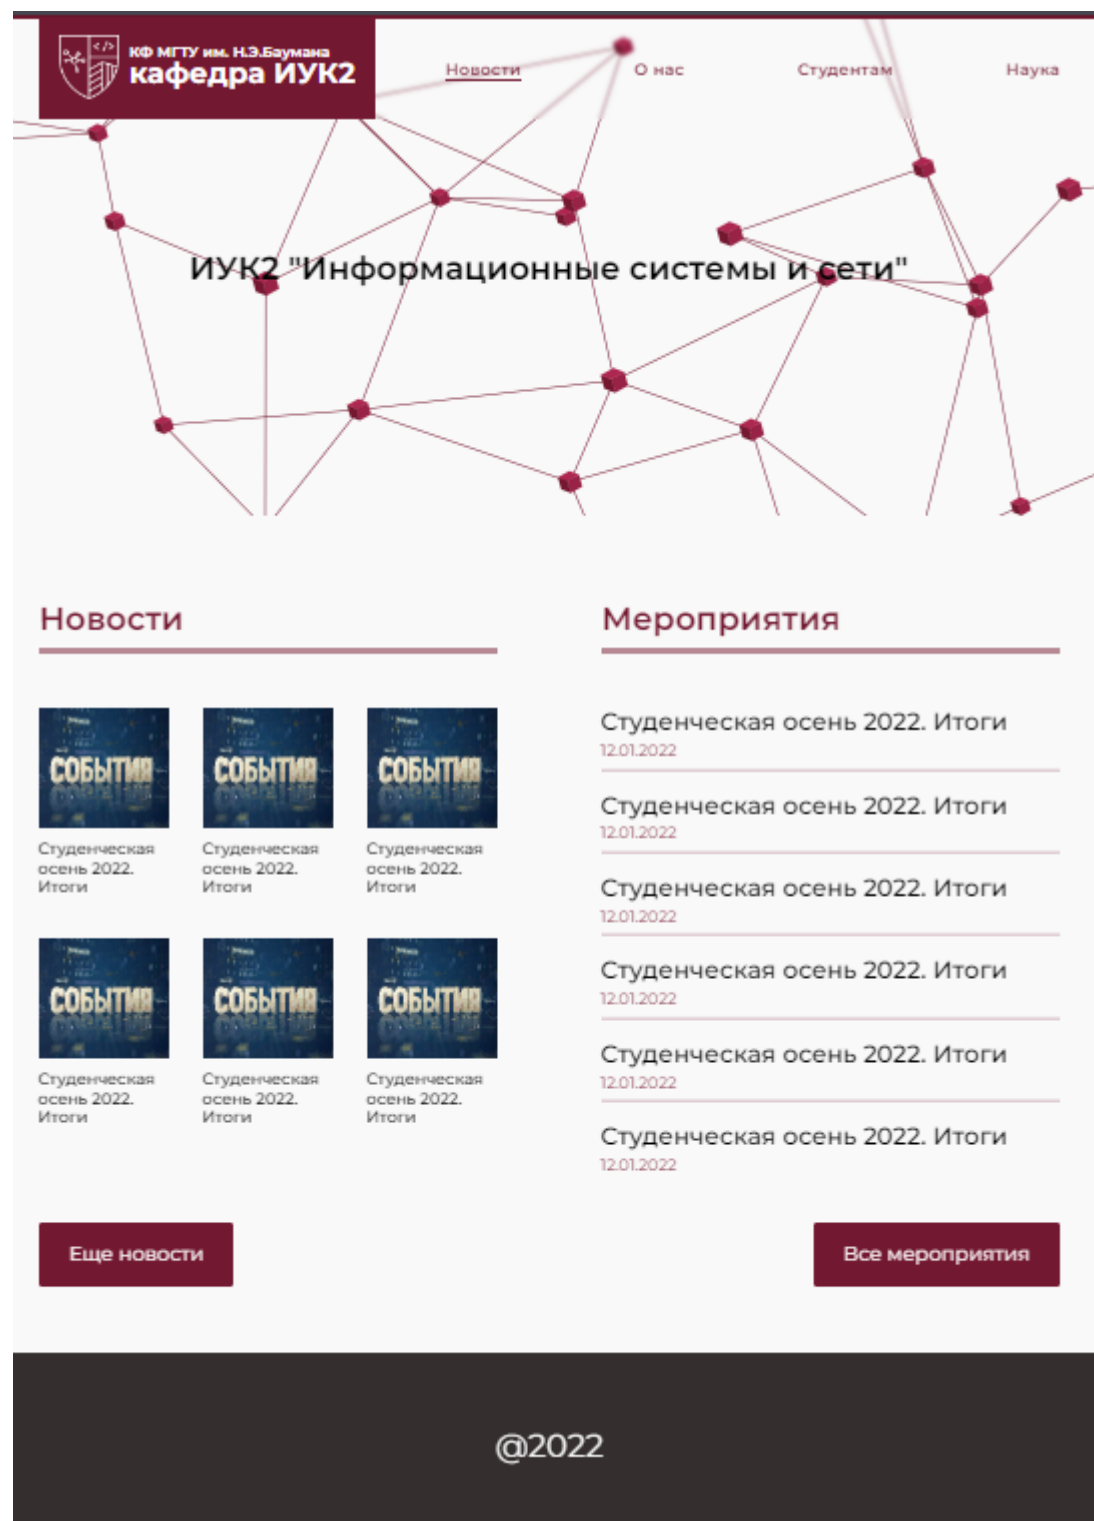 КФ МГТУ им. Н.Э.Баумана
кафедра ИУК2
Новости
О нас
Студентам
Наука
ИУК2 "Информационные системы и сети"
Новости
СОБЫТИЯ
СОБЫТИЯ
СОБЫТИЯ
Студенческая
осень 2022.
Итоги
Студенческая
осень 2022.
Итоги
Студенческая
осень 2022.
Итоги
СОБЫТИЯ
СОБЫТИЯ
СОБЫТИЯ
Студенческая
осень 2022.
Итоги
Студенческая
осень 2022.
Итоги
Студенческая
осень 2022.
Итоги
Еще новости
Мероприятия
Студенческая осень 2022. Итоги
12.01.2022
Студенческая осень 2022. Итоги
12.01.2022
Студенческая осень 2022. Итоги
12.01.2022
Студенческая осень 2022. Итоги
12.01.2022
Студенческая осень 2022. Итоги
12.01.2022
Студенческая осень 2022. Итоги
12.01.2022
Все мероприятия
@2022